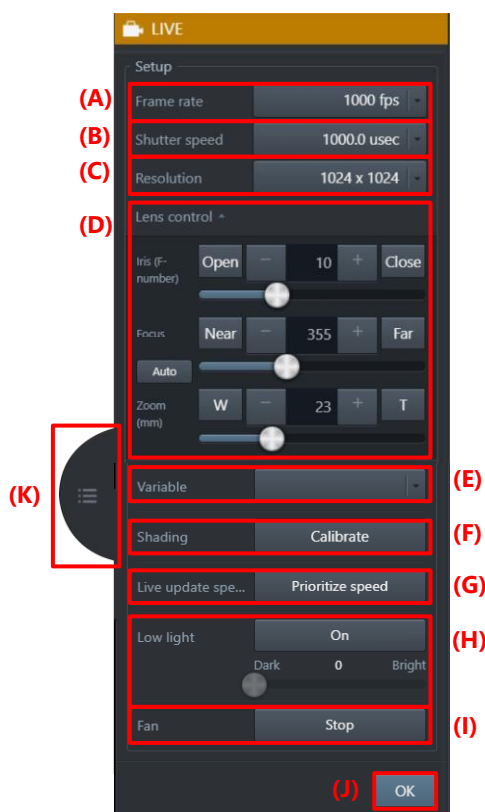 LIVE
Setup
(A) Frame rate 1000 fps
(B) Shutter speed 1000.0 usec
(C) Resolution 1024 x 1024
(D) Lens control
Iris (F-number) Open − 10 + Close
Focus Near − 355 + Far
Auto
Zoom (mm) W − 23 + T
(K)
Variable (E)
Shading Calibrate (F)
Live update spe... Prioritize speed (G)
Low light On (H)
Dark 0 Bright
Fan Stop (I)
(J) OK